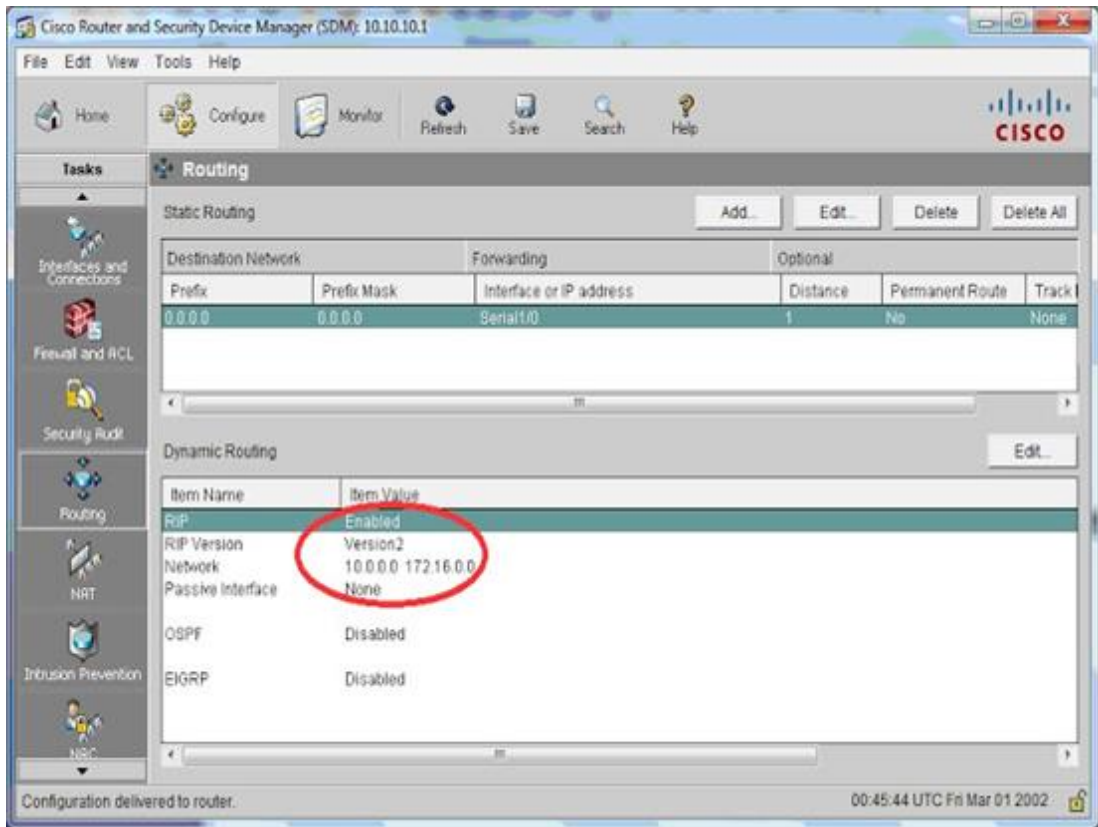 Cisco Router and Security Device Manager (SDM): 10.10.10.1
File Edit View Tools Help
Home Configure Monitor Refresh Save Search Help
CISCO
Tasks
Routing
Static Routing Add... Edit... Delete Delete All
Interfaces and Connections
Destination Network Forwarding Optional
Prefix Prefix Mask Interface or IP address Distance Permanent Route Track
0.0.0.0 0.0.0.0 Serial1/0 1 No None
Firewall and ACL
Security Audit
Dynamic Routing Edit...
Item Name Item Value
Routing
RIP Enabled
RIP Version Version2
Network 10.0.0.0 172.16.0.0
Passive Interface None
NAT
OSPF Disabled
Intrusion Prevention
EIGRP Disabled
NAC
Configuration delivered to router. 00:45:44 UTC Fri Mar 01 2002